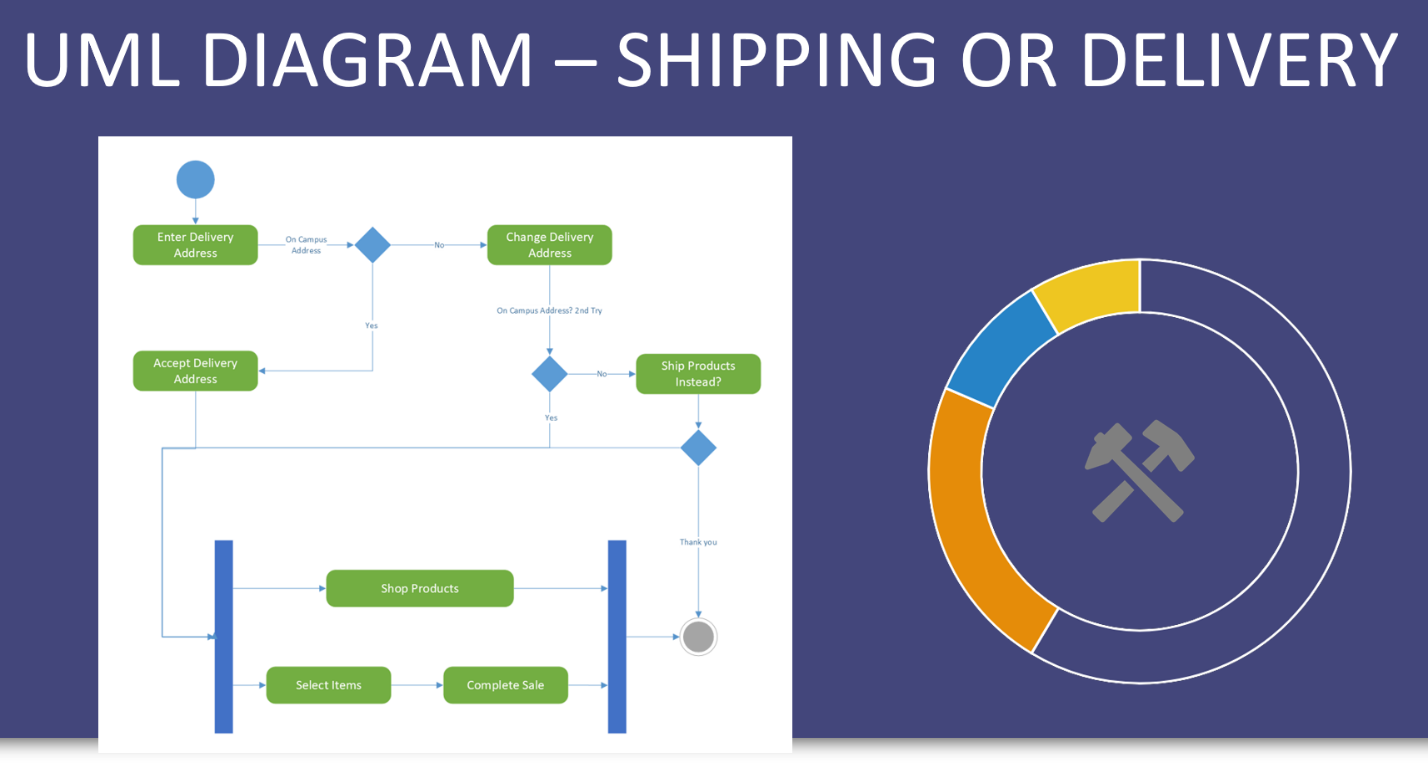 UML DIAGRAM – SHIPPING OR DELIVERY
Enter Delivery
Address
On Campus
Address
No
Change Delivery
Address
On Campus Address? 2nd Try
Yes
Accept Delivery
Address
No
Ship Products
Instead?
Yes
Thank you
Shop Products
Select Items
Complete Sale